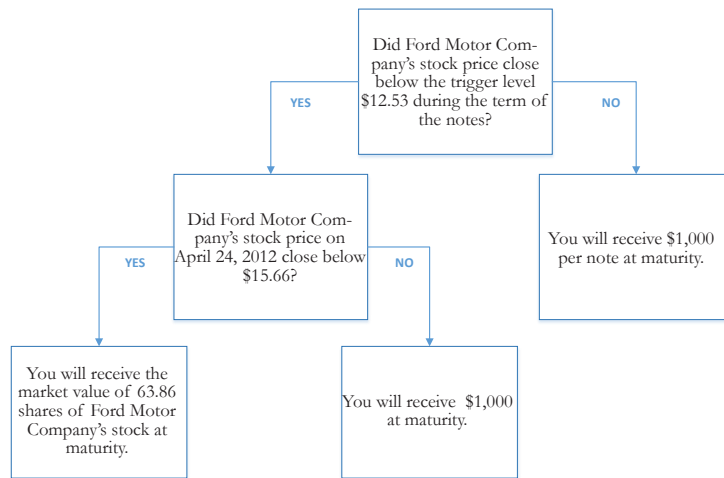 Did Ford Motor Com-
pany's stock price close
below the trigger level
$12.53 during the term of
the notes?
YES
NO
Did Ford Motor Com-
pany's stock price on
April 24, 2012 close below
$15.66?
You will receive $1,000
per note at maturity.
YES
NO
You will receive the
market value of 63.86
shares of Ford Motor
Company's stock at
maturity.
You will receive $1,000
at maturity.